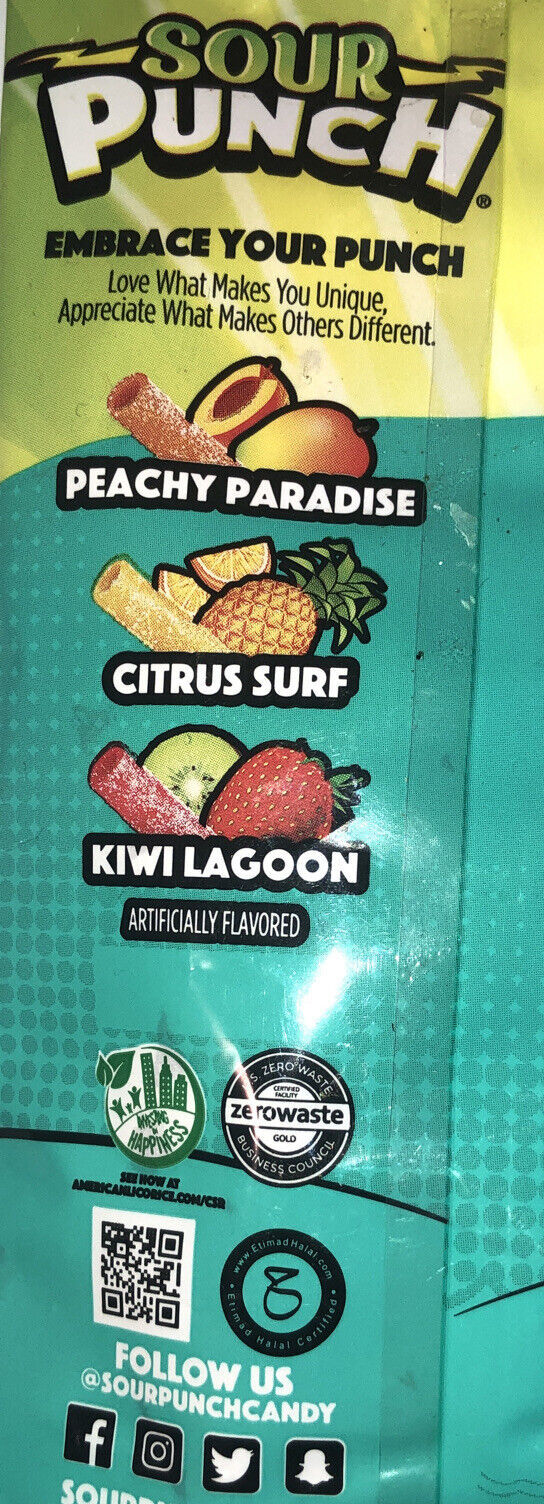 SOUR
PUNCH®
EMBRACE YOUR PUNCH
Love What Makes You Unique,
Appreciate What Makes Others Different.
PEACHY PARADISE
CITRUS SURF
KIWI LAGOON
ARTIFICIALLY FLAVORED
HAPPINESS
S. ZERO WASTE
CERTIFIED
FACILITY
zerowaste
GOLD
BUSINESS COUNCIL
SEE HOW AT
AMERICANLICORICE.COM/CSR
www.EtimadHalal.com
Etimad Halal Certified
FOLLOW US
@SOURPUNCHCANDY